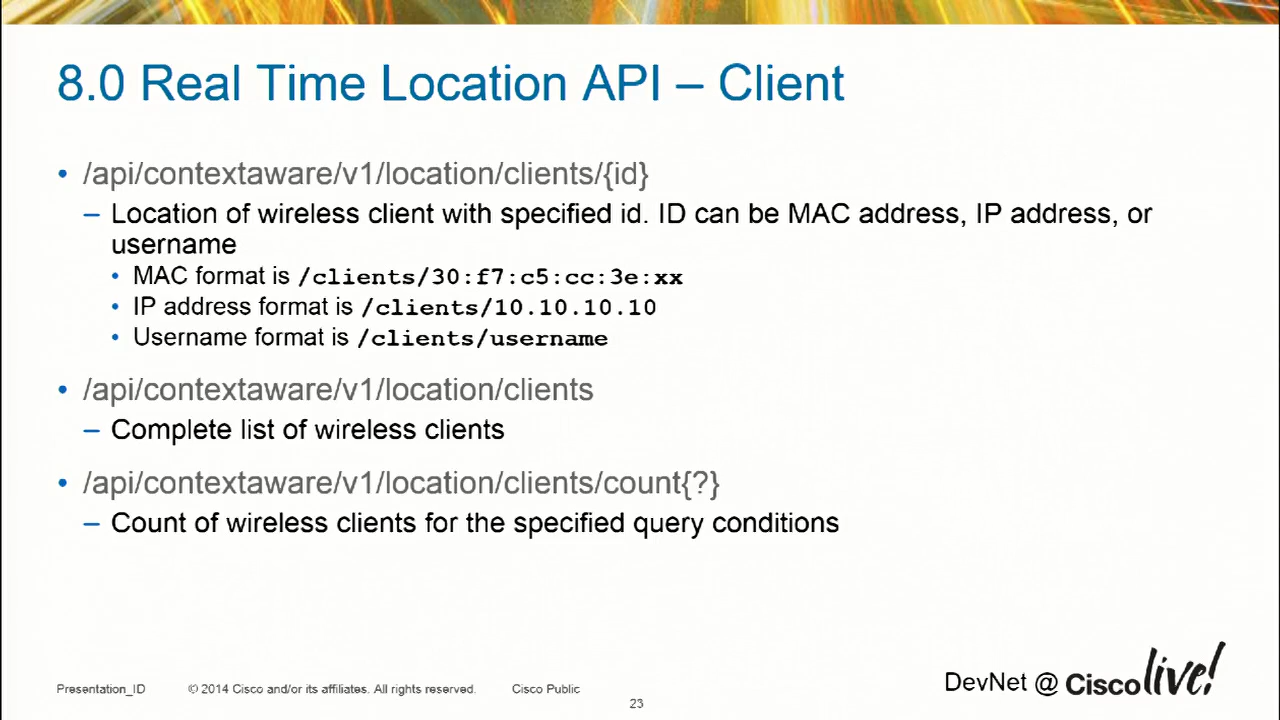 8.0 Real Time Location API – Client
• /api/contextaware/v1/location/clients/{id}
– Location of wireless client with specified id. ID can be MAC address, IP address, or
username
• MAC format is /clients/30:f7:c5:cc:3e:xx
• IP address format is /clients/10.10.10.10
• Username format is /clients/username
• /api/contextaware/v1/location/clients
– Complete list of wireless clients
• /api/contextaware/v1/location/clients/count{?}
– Count of wireless clients for the specified query conditions
Presentation_ID © 2014 Cisco and/or its affiliates. All rights reserved. Cisco Public
23
DevNet @ Cisco live!